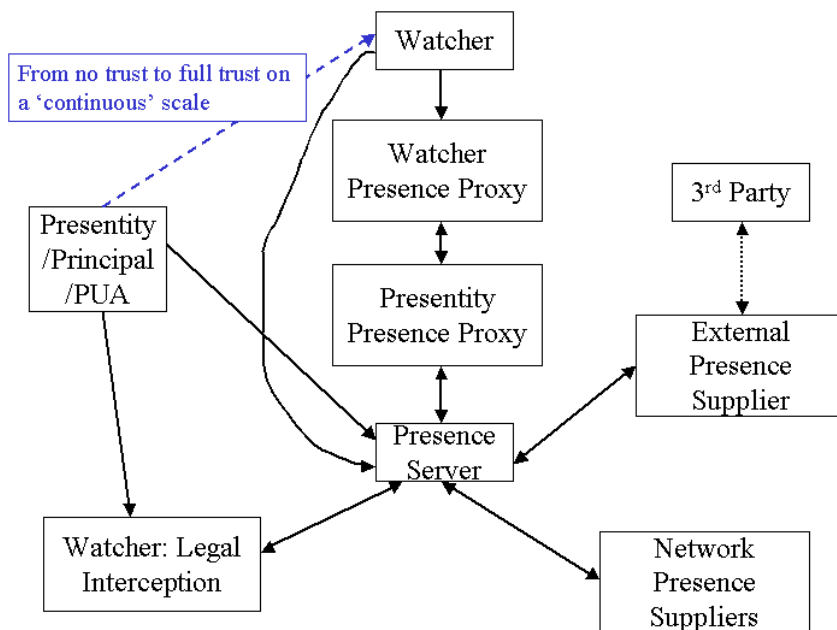 Watcher
From no trust to full trust on
a ‘continuous’ scale
Watcher
Presence Proxy
3rd Party
Presentity
/Principal
/PUA
Presentity
Presence Proxy
External
Presence
Supplier
Presence
Server
Watcher: Legal
Interception
Network
Presence
Suppliers